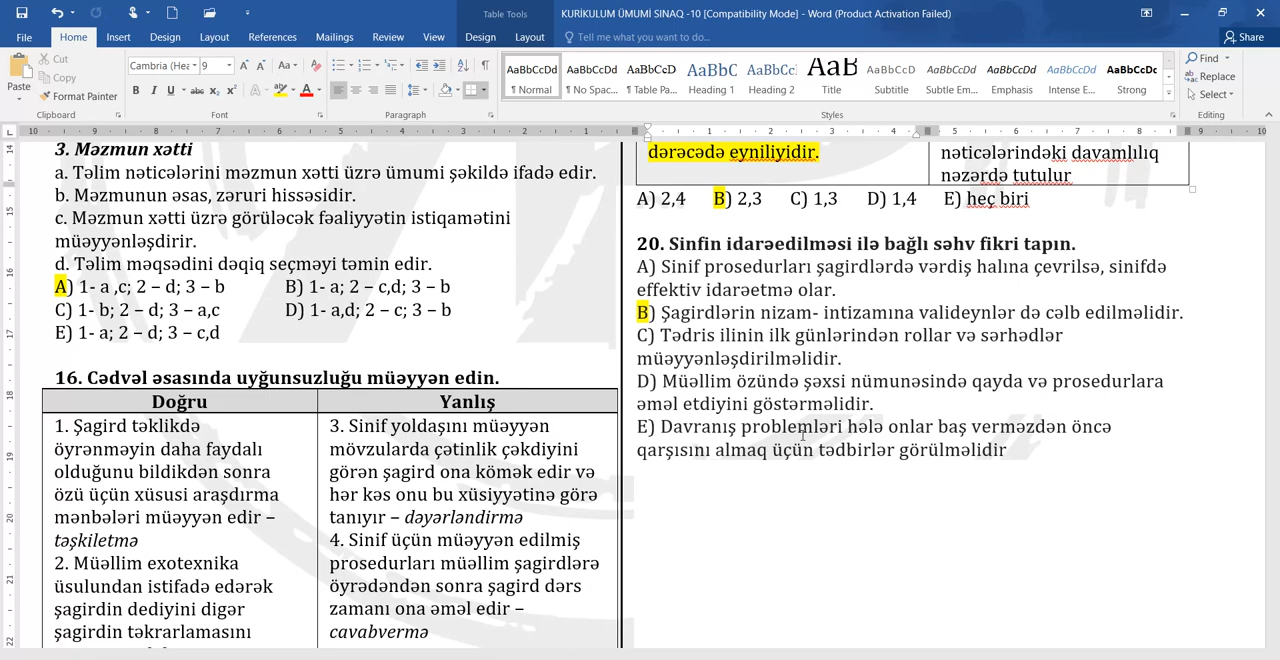 Table Tools
KURİKULUM ÜMUMİ SINAQ -10 [Compatibility Mode] - Word (Product Activation Failed)
File Home Insert Design Layout References Mailings Review View Design Layout Tell me what you want to do... Share
Paste
Cut
Copy
Format Painter
Clipboard
Cambria (Hea 9
Font
Paragraph
AaBbCcDd AaBbCcDd AaBbCcD AaBbC AaBbCc AaB AaBbCcDd AaBbCcDd AaBbCcDd AaBbCcDd AaBbCcDc
¶ Normal ¶ No Spac... ¶ Table Pa... Heading 1 Heading 2 Title Subtitle Subtle Em... Emphasis Intense E... Strong
Styles
Find
Replace
Select
Editing
3. Məzmun xətti
a. Təlim nəticələrini məzmun xətti üzrə ümumi şəkildə ifadə edir.
b. Məzmunun əsas, zəruri hissəsidir.
c. Məzmun xətti üzrə görüləcək fəaliyyətin istiqamətini
müəyyənləşdirir.
d. Təlim məqsədini dəqiq seçməyi təmin edir.
A) 1- a ,c; 2 – d; 3 – b B) 1- a; 2 – c,d; 3 – b
C) 1- b; 2 – d; 3 – a,c D) 1- a,d; 2 – c; 3 – b
E) 1- a; 2 – d; 3 – c,d
16. Cədvəl əsasında uyğunsuzluğu müəyyən edin.
Doğru
1. Şagird təklikdə
öyrənməyin daha faydalı
olduğunu bildikdən sonra
özü üçün xüsusi araşdırma
mənbələri müəyyən edir –
təşkiletmə
2. Müəllim exotexnika
üsulundan istifadə edərək
şagirdin dediyini digər
şagirdin təkrarlamasını
Yanlış
3. Sinif yoldaşını müəyyən
mövzularda çətinlik çəkdiyini
görən şagird ona kömək edir və
hər kəs onu bu xüsiyyətinə görə
tanıyır – dəyərləndirmə
4. Sinif üçün müəyyən edilmiş
prosedurları müəllim şagirdlərə
öyrədəndən sonra şagird dərs
zamanı ona əməl edir –
cavabvermə
dərəcədə eyniliyidir.
nəticələrindəki davamlılıq
nəzərdə tutulur
A) 2,4 B) 2,3 C) 1,3 D) 1,4 E) heç biri
20. Sinfin idarəedilməsi ilə bağlı səhv fikri tapın.
A) Sinif prosedurları şagirdlərdə vərdiş halına çevrilsə, sinifdə
effektiv idarəetmə olar.
B) Şagirdlərin nizam- intizamına valideynlər də cəlb edilməlidir.
C) Tədris ilinin ilk günlərindən rollar və sərhədlər
müəyyənləşdirilməlidir.
D) Müəllim özündə şəxsi nümunəsində qayda və prosedurlara
əməl etdiyini göstərməlidir.
E) Davranış problemləri hələ onlar baş verməzdən öncə
qarşısını almaq üçün tədbirlər görülməlidir